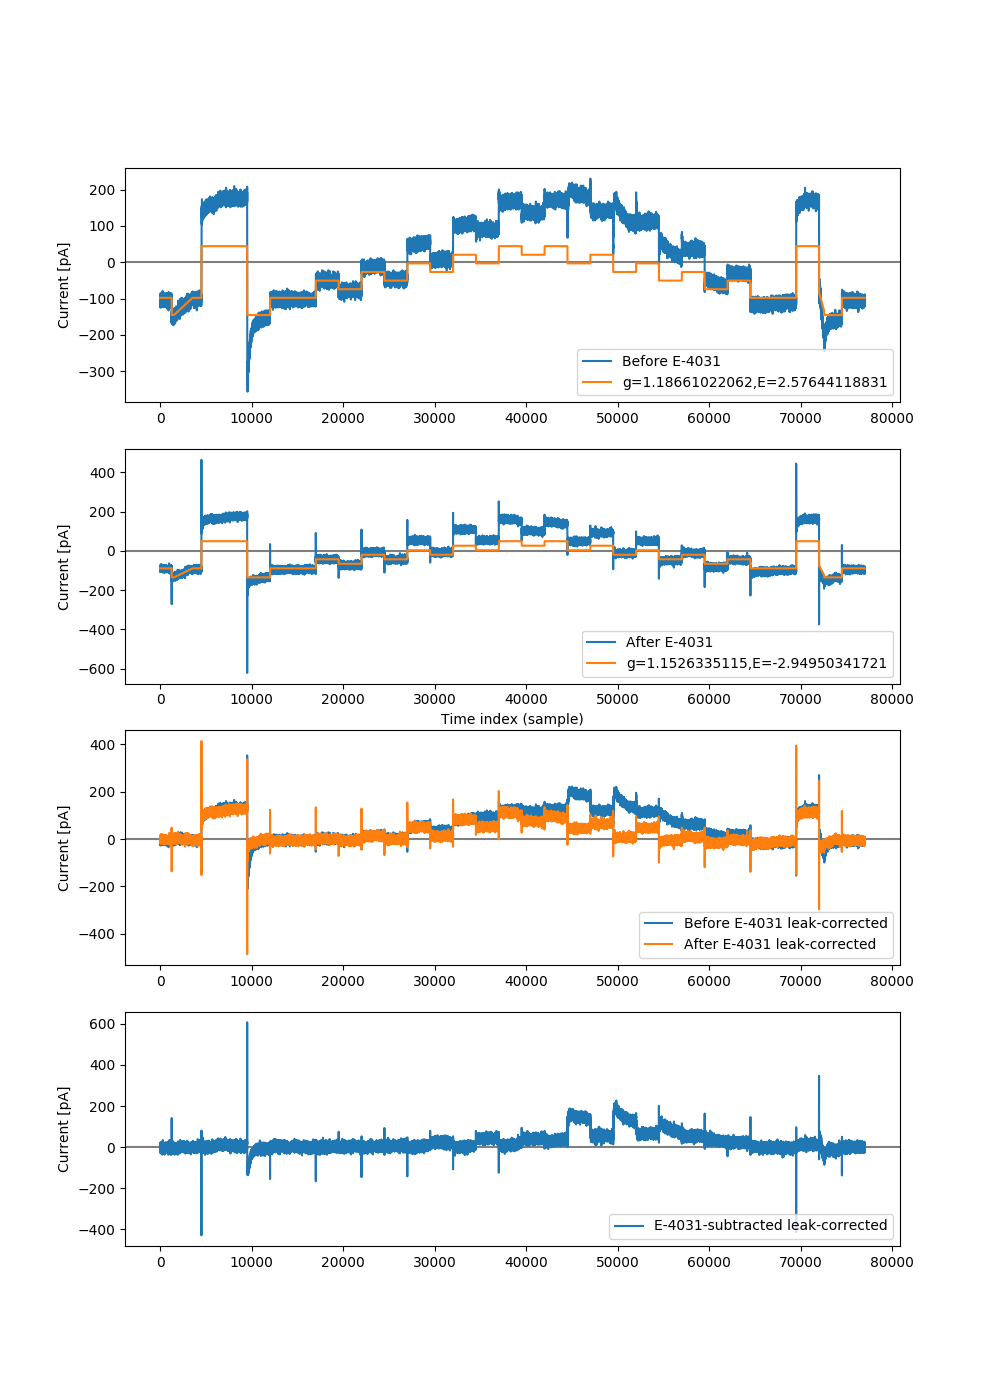 200
100
0
−100
−200
−300
Current [pA]
Before E-4031
g=1.18661022062,E=2.57644118831
0 10000 20000 30000 40000 50000 60000 70000 80000
400
200
0
−200
−400
−600
Current [pA]
After E-4031
g=1.1526335115,E=-2.94950341721
0 10000 20000 30000 40000 50000 60000 70000 80000
Time index (sample)
400
200
0
−200
−400
Current [pA]
Before E-4031 leak-corrected
After E-4031 leak-corrected
0 10000 20000 30000 40000 50000 60000 70000 80000
600
400
200
0
−200
−400
Current [pA]
E-4031-subtracted leak-corrected
0 10000 20000 30000 40000 50000 60000 70000 80000